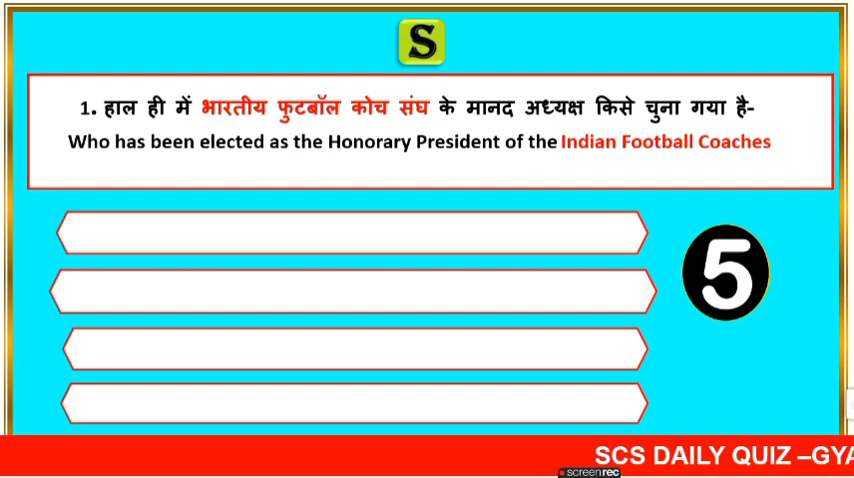 S
1. हाल ही में भारतीय फुटबॉल कोच संघ के मानद अध्यक्ष किसे चुना गया है-
Who has been elected as the Honorary President of the Indian Football Coaches
5
SCS DAILY QUIZ –GYA
screenrec